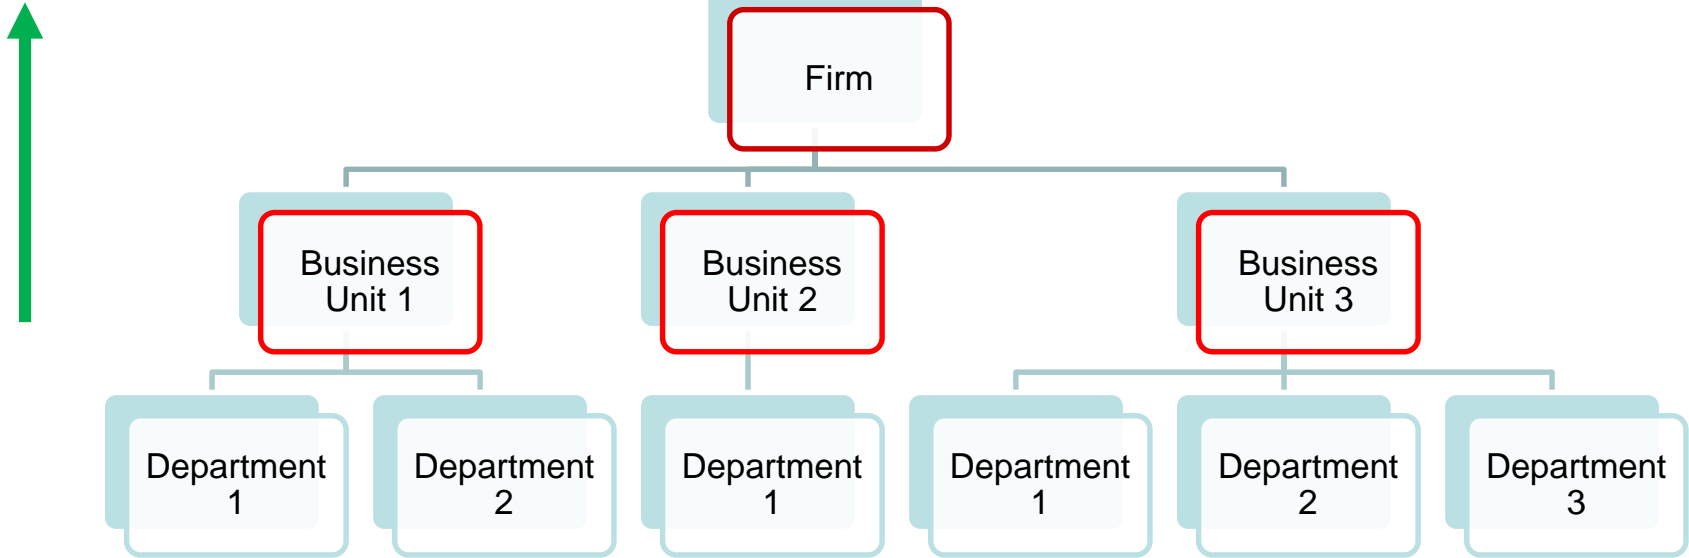 Firm
Business
Unit 1
Business
Unit 2
Business
Unit 3
Department
1
Department
2
Department
1
Department
1
Department
2
Department
3